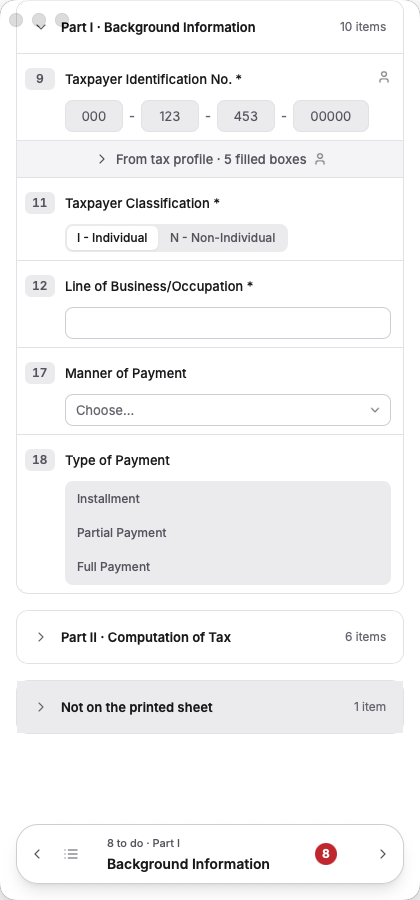 Part I · Background Information 10 items
9 Taxpayer Identification No. *
000 - 123 - 453 - 00000
From tax profile · 5 filled boxes
11 Taxpayer Classification *
I - Individual N - Non-Individual
12 Line of Business/Occupation *
17 Manner of Payment
Choose...
18 Type of Payment
Installment
Partial Payment
Full Payment
Part II · Computation of Tax 6 items
Not on the printed sheet 1 item
8 to do · Part I
Background Information 8